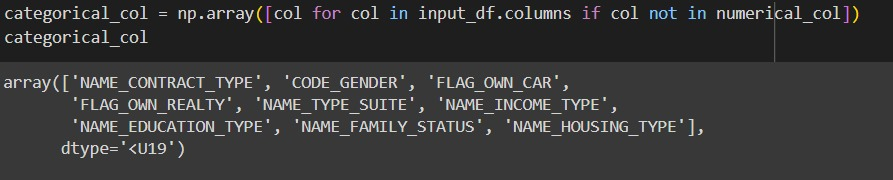 categorical_col = np.array([col for col in input_df.columns if col not in numerical_col])
categorical_col
array(['NAME_CONTRACT_TYPE', 'CODE_GENDER', 'FLAG_OWN_CAR',
'FLAG_OWN_REALTY', 'NAME_TYPE_SUITE', 'NAME_INCOME_TYPE',
'NAME_EDUCATION_TYPE', 'NAME_FAMILY_STATUS', 'NAME_HOUSING_TYPE'],
dtype='<U19')